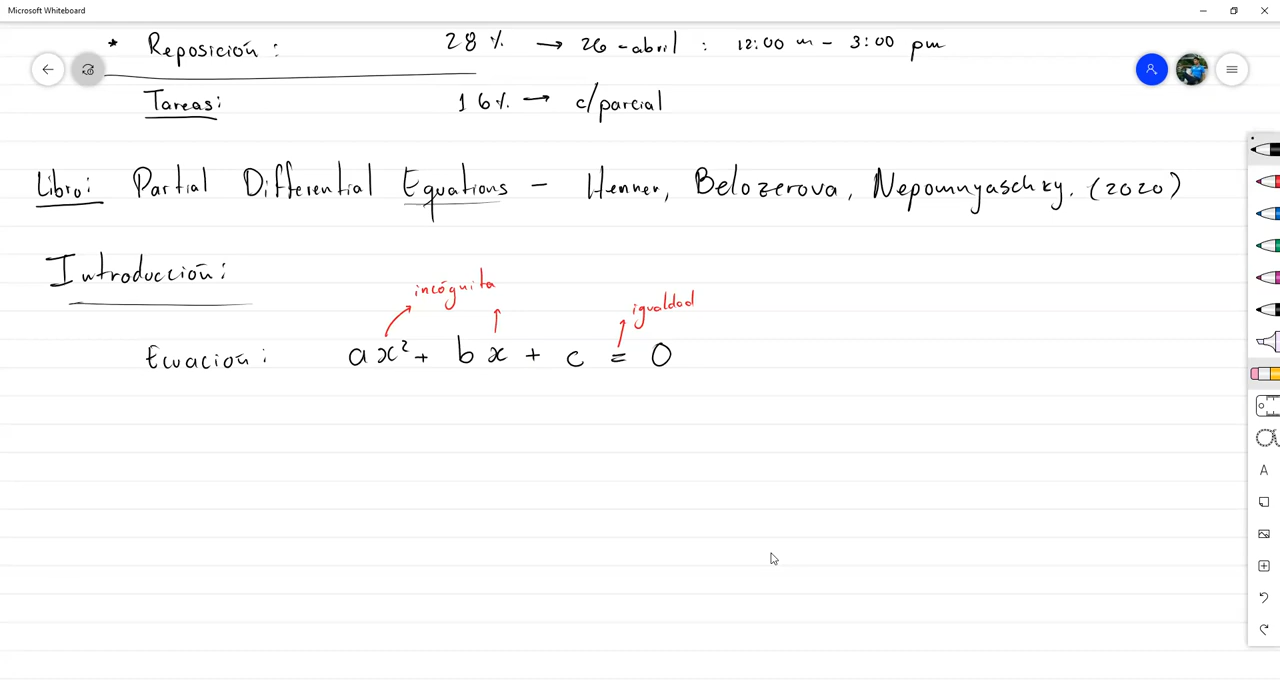 Microsoft Whiteboard
* Reposición: 28 % → 26-abril : 12:00 m - 3:00 pm
Tareas: 16% → c/parcial
Libro: Partial Differential Equations - Henner, Belozerova, Nepomnyaschky. (2020)
Introducción:
incógnita
igualdad
Ecuación: ax² + bx + c = 0
A